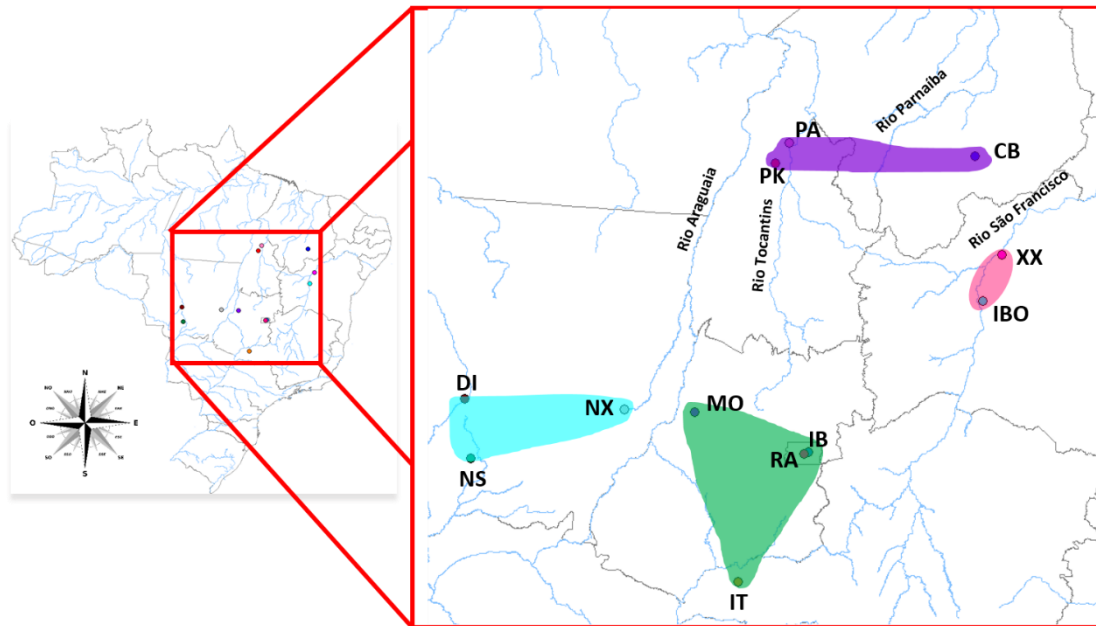 PA
Rio Parnaíba
CB
PK
Rio Araguaia
Rio Tocantins
Rio São Francisco
XX
IBO
DI
NX
MO
IB
RA
NS
IT
N
NO
NE
O
E
SO
SE
S